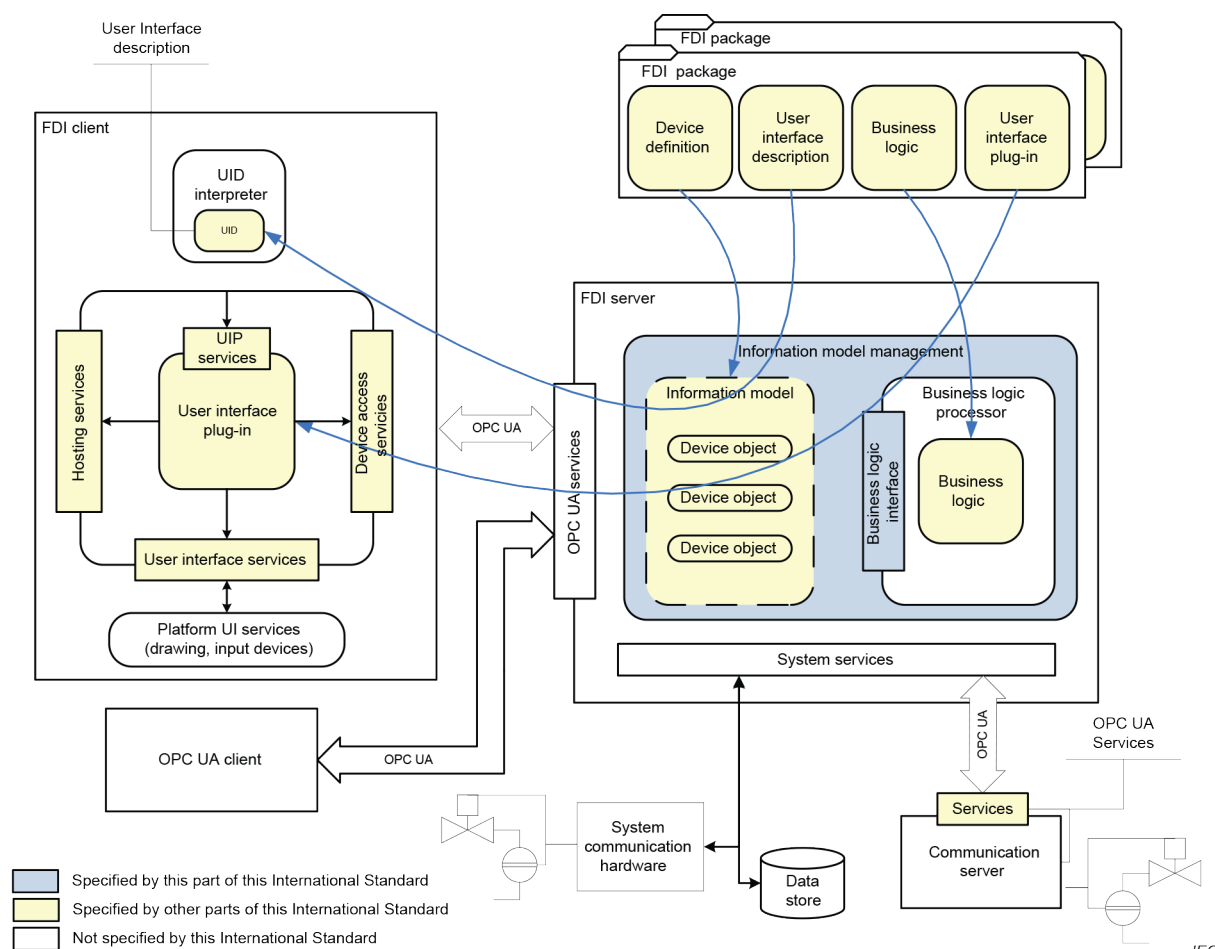 User Interface
description
FDI package
FDI package
Device
definition
User
interface
description
Business
logic
User
interface
plug-in
FDI client
UID
interpreter
UID
UIP
services
Hosting services
User interface
plug-in
Device access
servicies
User interface services
Platform UI services
(drawing, input devices)
OPC UA
FDI server
OPC UA services
Information model management
Information model
Device object
Device object
Device object
Business logic
processor
Business logic
interface
Business
logic
System services
OPC UA client
OPC UA
OPC UA
OPC UA
Services
Services
Communication
server
System
communication
hardware
Data
store
Specified by this part of this International Standard
Specified by other parts of this International Standard
Not specified by this International Standard